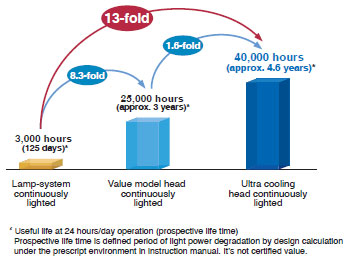 13-fold
1.6-fold
40,000 hours
(approx. 4.6 years)*
8.3-fold
25,000 hours
(approx. 3 years)*
3,000 hours
(125 days)*
Lamp-system
continuously
lighted
Value model head
continuously
lighted
Ultra cooling
head continuously
lighted
* Useful life at 24 hours/day operation (prospective life time)
Prospective life time is defined period of light power degradation by design calculation
under the prescript environment in instruction manual. It's not certified value.